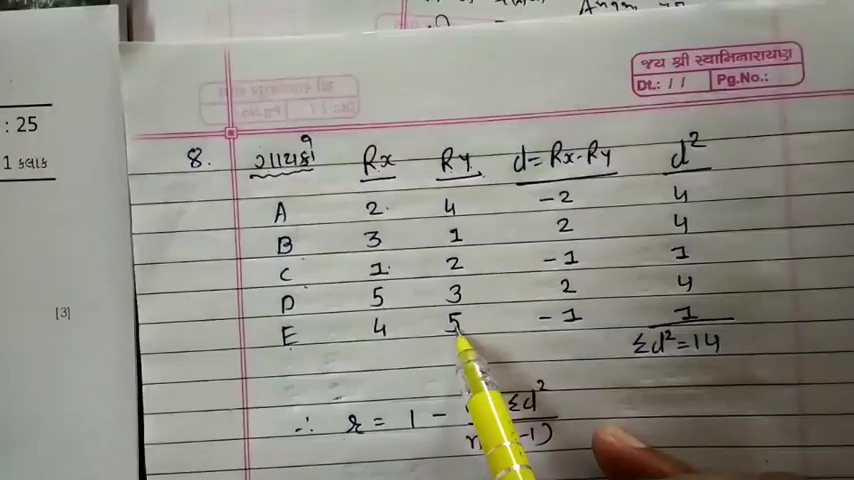 : 25
1 કલાક
[3]
જય શ્રી સ્વામિનારાયણ
Dt.: / / Pg.No.:
8. ગાયકો Rx Ry d=Rx-Ry d²
A 2 4 -2 4
B 3 1 2 4
C 1 2 -1 1
D 5 3 2 4
E 4 5 -1 1
Σd²=14
∴ r = 1 - Σd²
n -1)